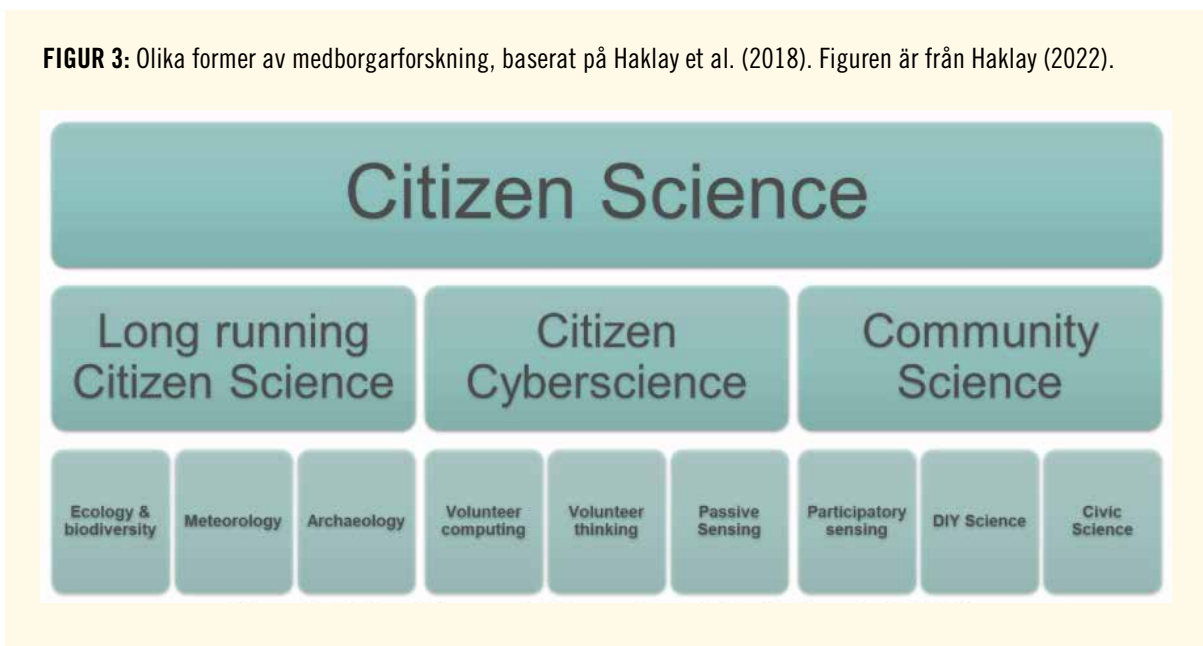 FIGUR 3: Olika former av medborgarforskning, baserat på Haklay et al. (2018). Figuren är från Haklay (2022).
Citizen Science
Long running
Citizen Science
Citizen
Cyberscience
Community
Science
Ecology &
biodiversity
Meteorology
Archaeology
Volunteer
computing
Volunteer
thinking
Passive
Sensing
Participatory
sensing
DIY Science
Civic
Science